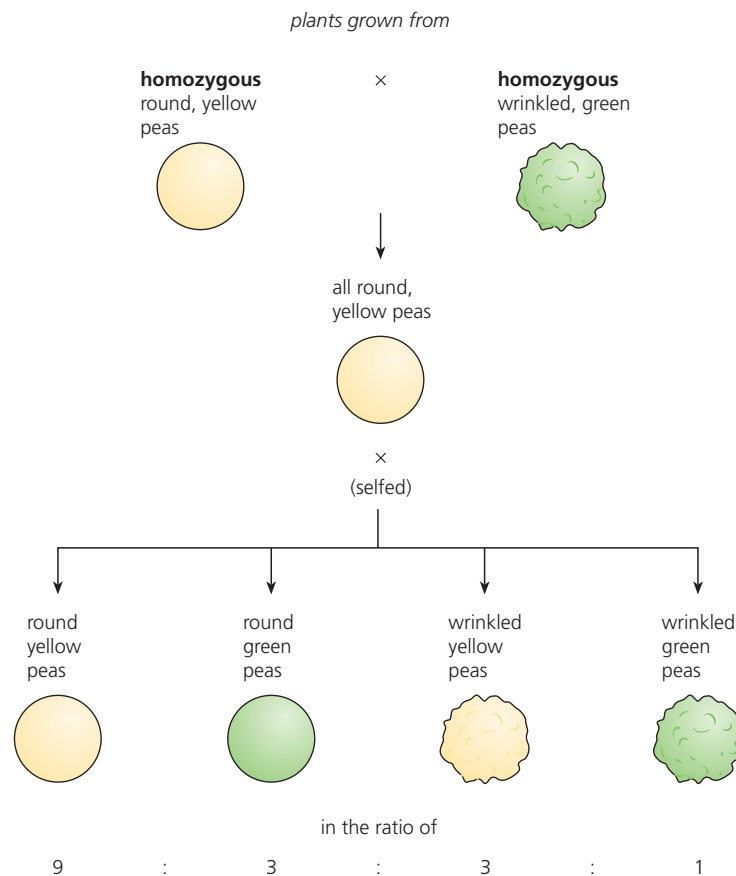 plants grown from
homozygous × homozygous
round, yellow
peas
wrinkled, green
peas
all round,
yellow peas
×
(selfed)
round
yellow
peas
round
green
peas
wrinkled
yellow
peas
wrinkled
green
peas
in the ratio of
9 : 3 : 3 : 1